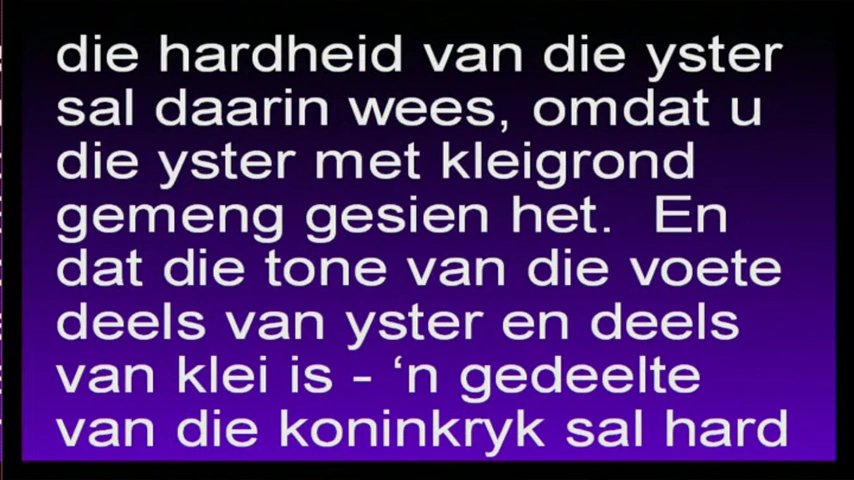 die hardheid van die yster
sal daarin wees, omdat u
die yster met kleigrond
gemeng gesien het.  En
dat die tone van die voete
deels van yster en deels
van klei is - ‘n gedeelte
van die koninkryk sal hard